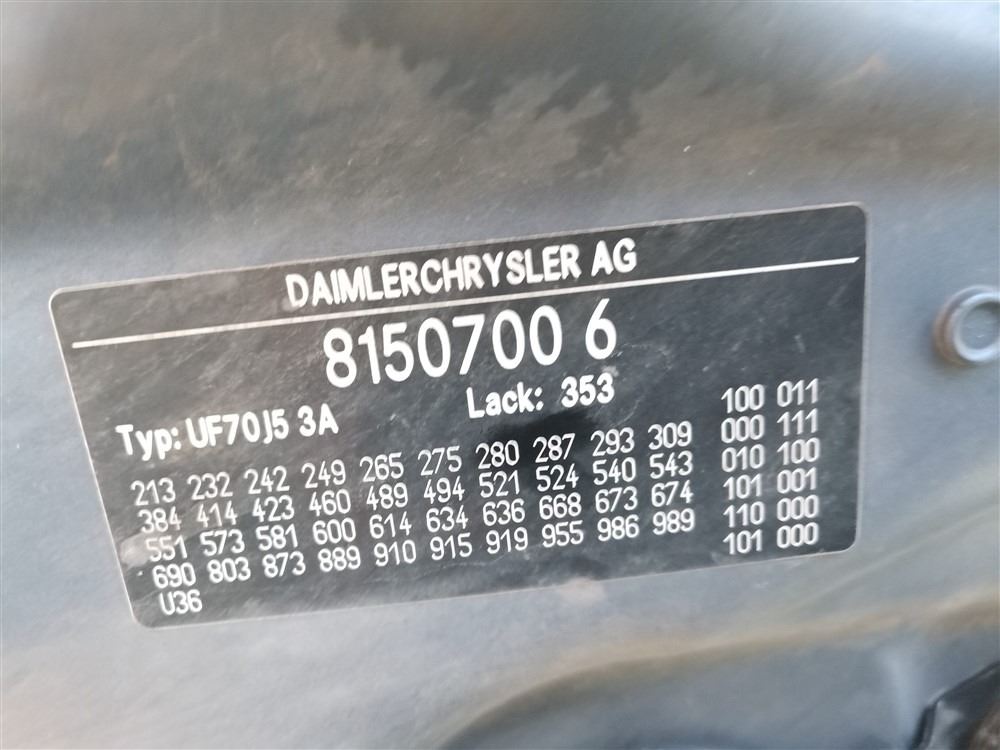 DAIMLERCHRYSLER AG
8150700 6
Typ: UF70J5 3A Lack: 353
213 232 242 249 265 275 280 287 293 309
384 414 423 460 489 494 521 524 540 543
551 573 581 600 614 634 636 668 673 674
690 803 873 889 910 915 919 955 986 989
U36
100 011
000 111
010 100
101 001
110 000
101 000